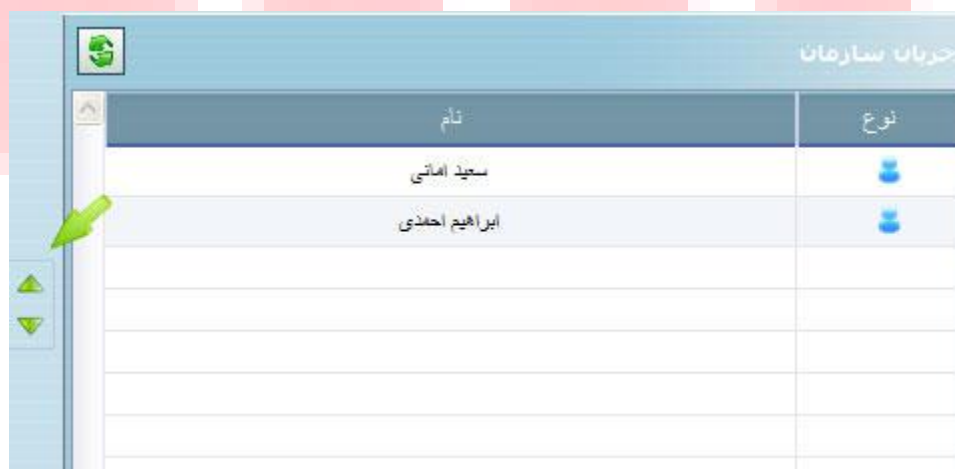 جریان سازمان
نوع نام
سعید امانی
ابراهیم احمدی